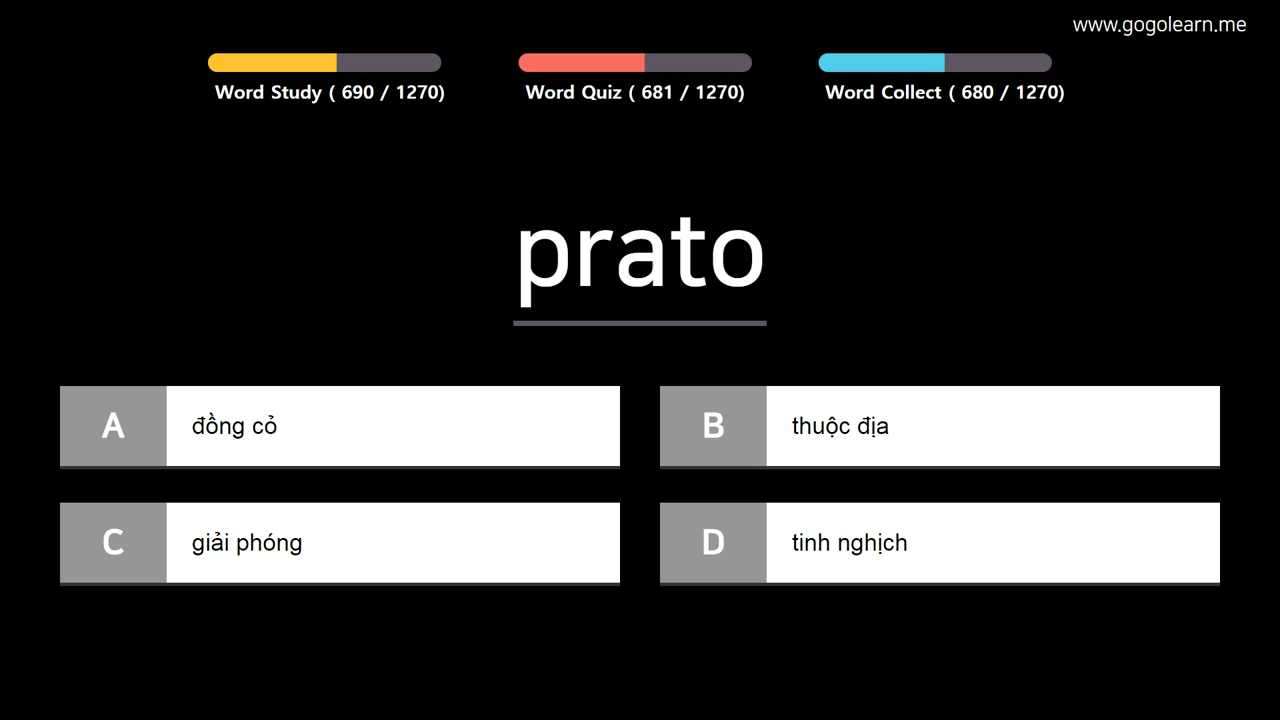 www.gogolearn.me
Word Study ( 690 / 1270)
Word Quiz ( 681 / 1270)
Word Collect ( 680 / 1270)
prato
A đồng cỏ
B thuộc địa
C giải phóng
D tinh nghịch